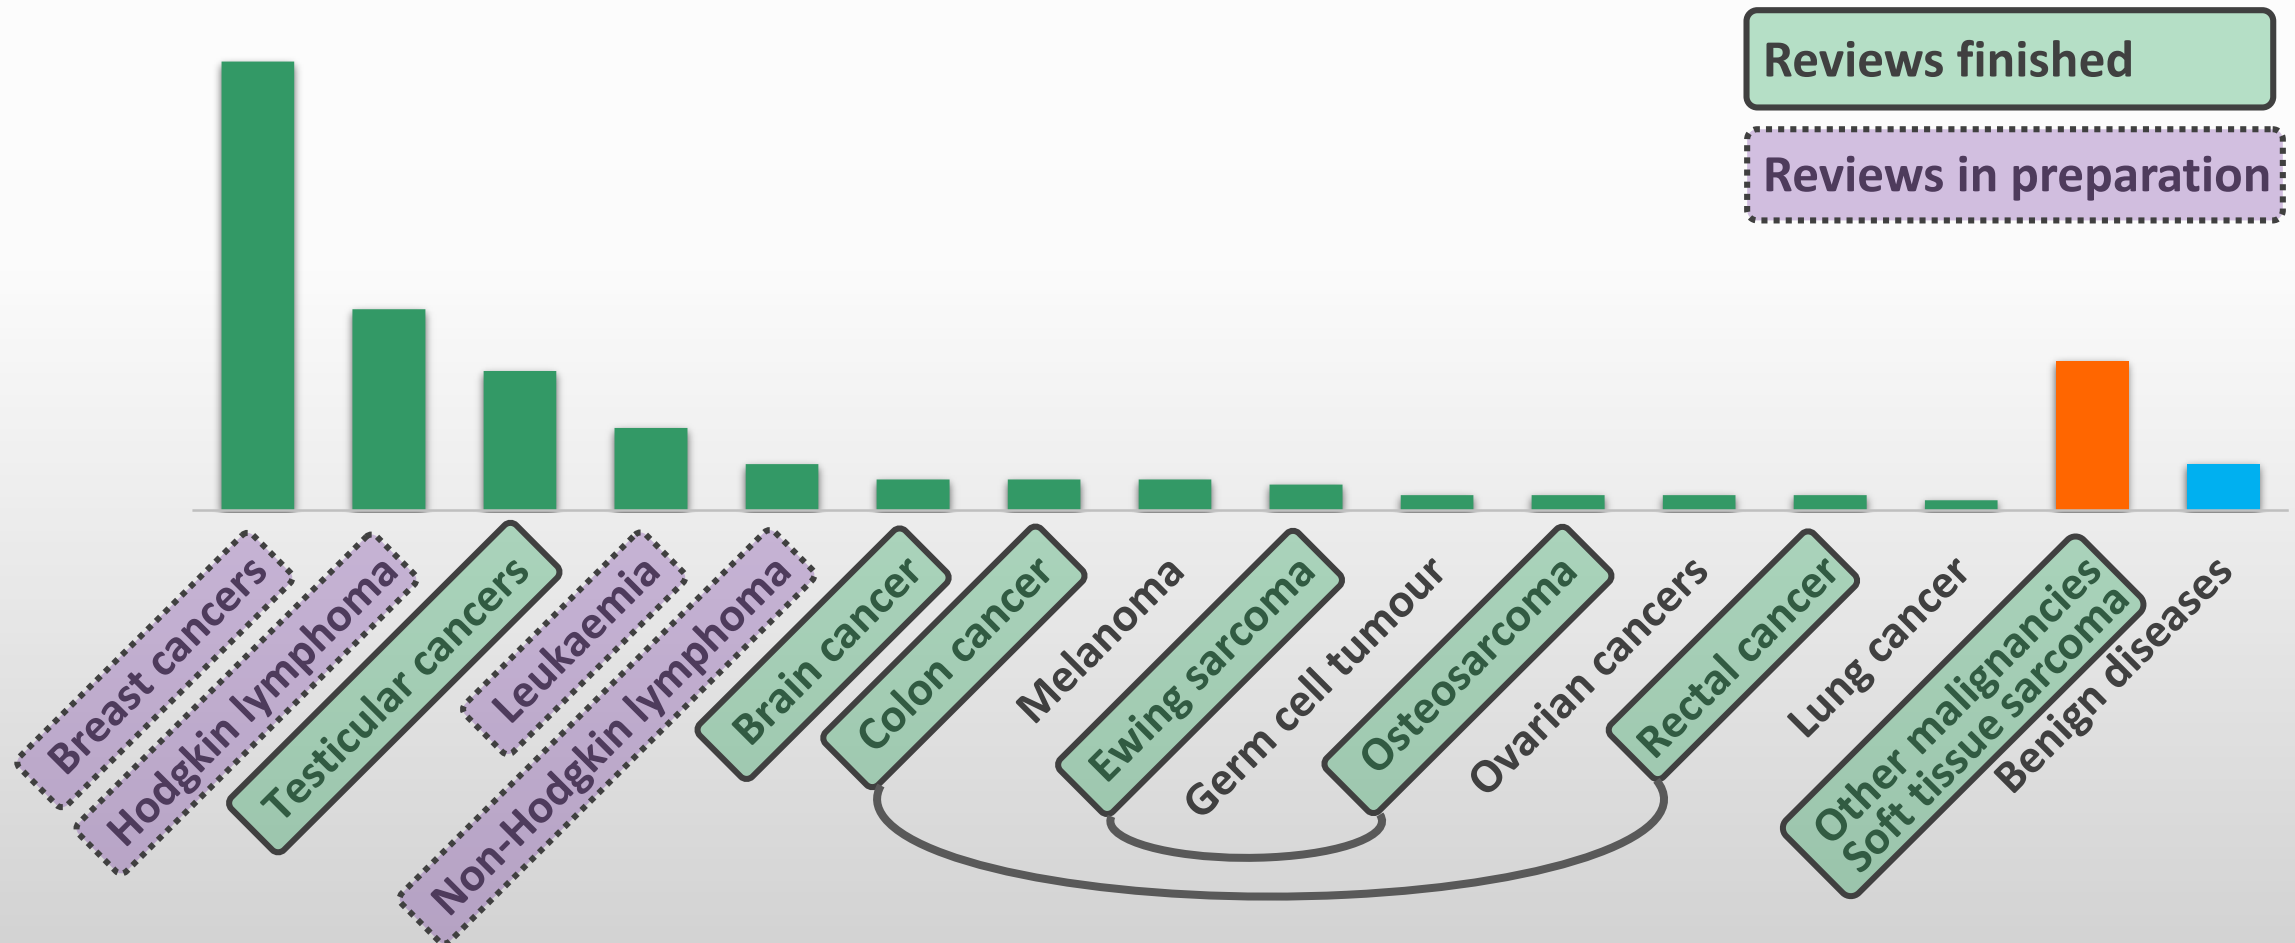 Reviews finished
Reviews in preparation
Breast cancers
Hodgkin lymphoma
Testicular cancers
Leukaemia
Non-Hodgkin lymphoma
Brain cancer
Colon cancer
Melanoma
Ewing sarcoma
Germ cell tumour
Osteosarcoma
Ovarian cancers
Rectal cancer
Lung cancer
Other malignancies
Soft tissue sarcoma
Benign diseases